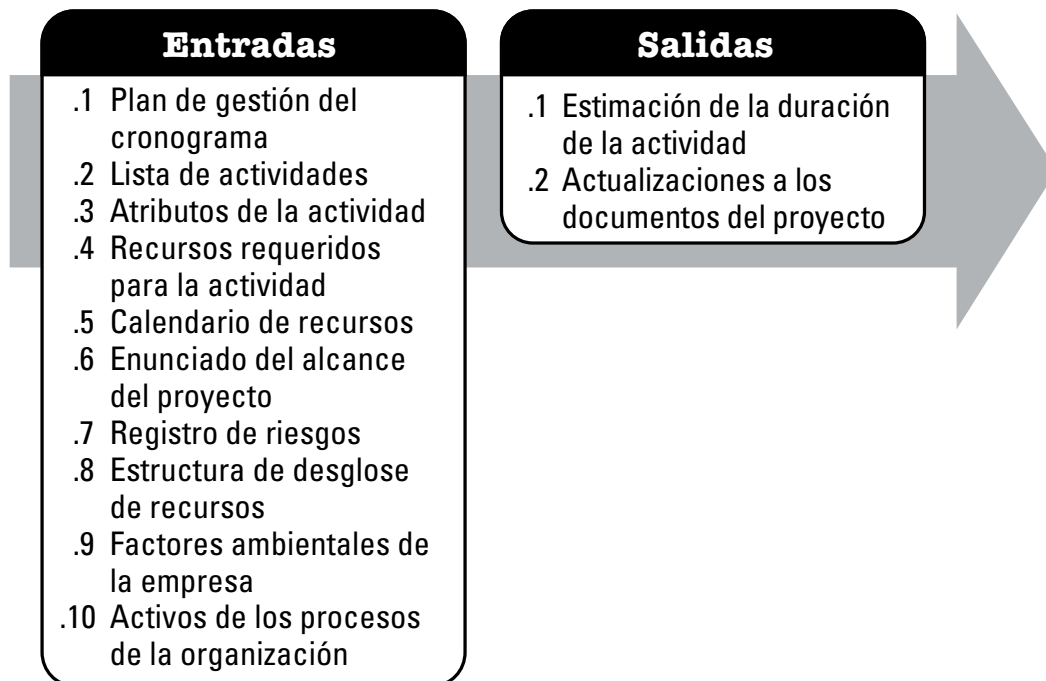 Entradas
.1 Plan de gestión del
cronograma
.2 Lista de actividades
.3 Atributos de la actividad
.4 Recursos requeridos
para la actividad
.5 Calendario de recursos
.6 Enunciado del alcance
del proyecto
.7 Registro de riesgos
.8 Estructura de desglose
de recursos
.9 Factores ambientales de
la empresa
.10 Activos de los procesos
de la organización
Salidas
.1 Estimación de la duración
de la actividad
.2 Actualizaciones a los
documentos del proyecto